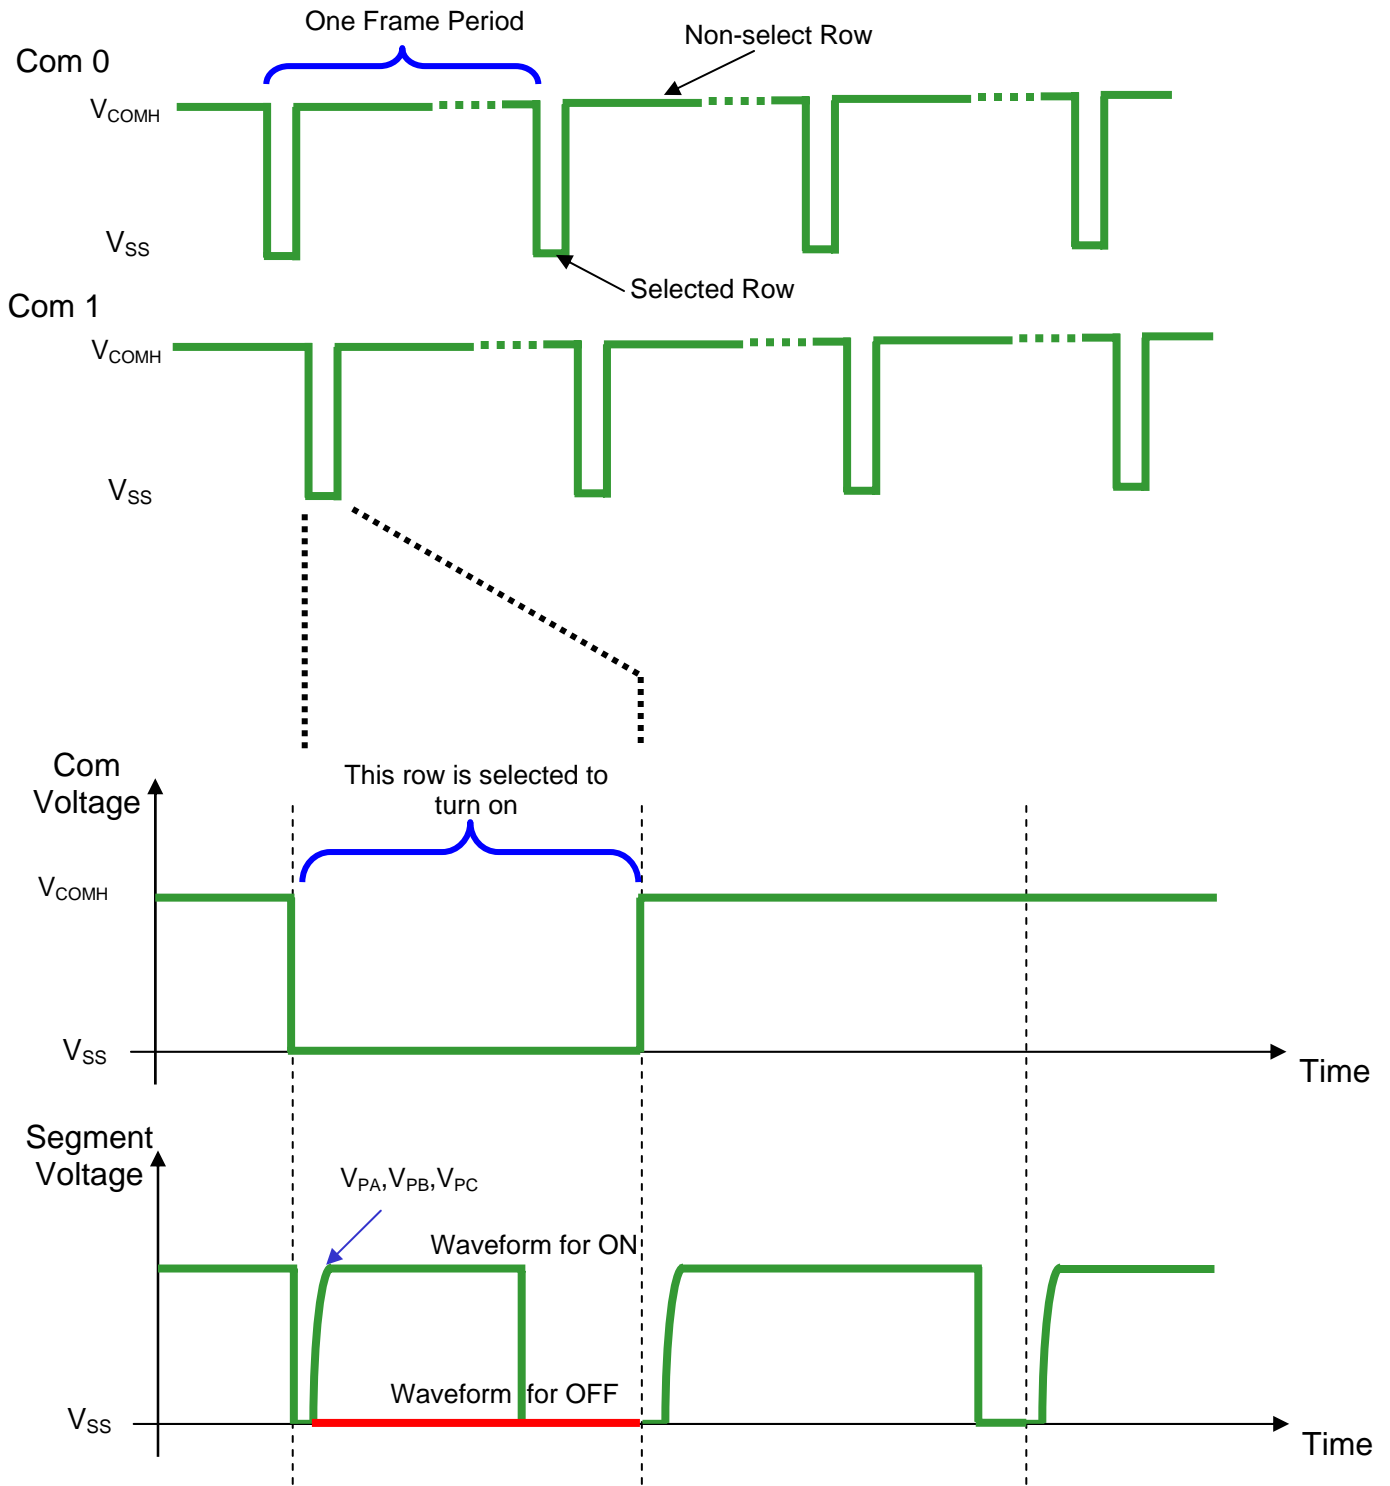 One Frame Period
Non-select Row
Com 0
VCOMH
VSS
Selected Row
Com 1
VCOMH
VSS
Com
Voltage
This row is selected to
turn on
VCOMH
VSS
Time
Segment
Voltage
VPA,VPB,VPC
Waveform for ON
Waveform for OFF
VSS
Time